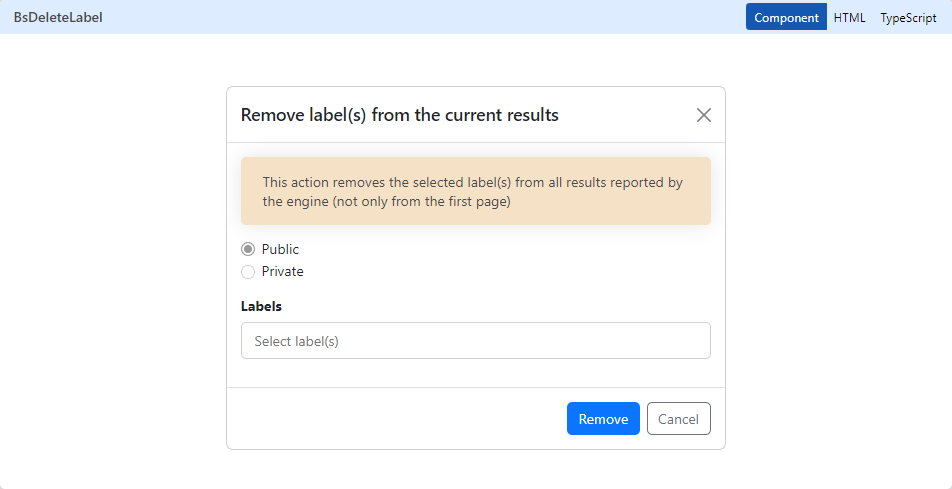 BsDeleteLabel
Component HTML TypeScript
Remove label(s) from the current results
This action removes the selected label(s) from all results reported by
the engine (not only from the first page)
Public
Private
Labels
Select label(s)
Remove Cancel